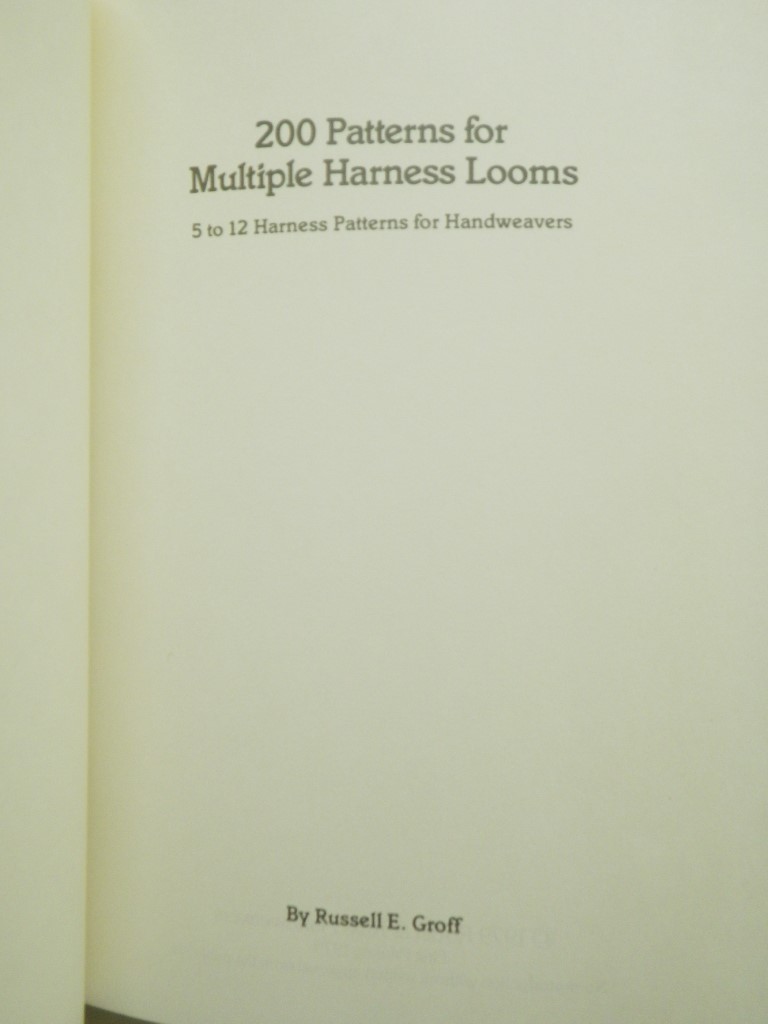 200 Patterns for
Multiple Harness Looms
5 to 12 Harness Patterns for Handweavers
By Russell E. Groff